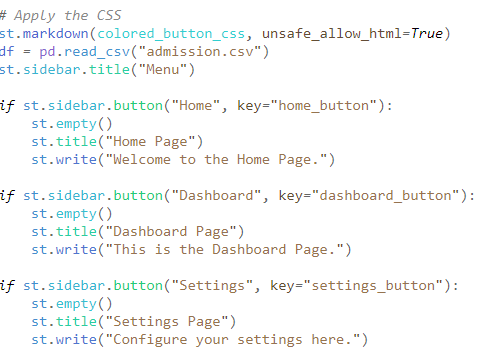 # Apply the CSS
st.markdown(colored_button_css, unsafe_allow_html=True)
df = pd.read_csv("admission.csv")
st.sidebar.title("Menu")
if st.sidebar.button("Home", key="home_button"):
    st.empty()
    st.title("Home Page")
    st.write("Welcome to the Home Page.")
if st.sidebar.button("Dashboard", key="dashboard_button"):
    st.empty()
    st.title("Dashboard Page")
    st.write("This is the Dashboard Page.")
if st.sidebar.button("Settings", key="settings_button"):
    st.empty()
    st.title("Settings Page")
    st.write("Configure your settings here.")